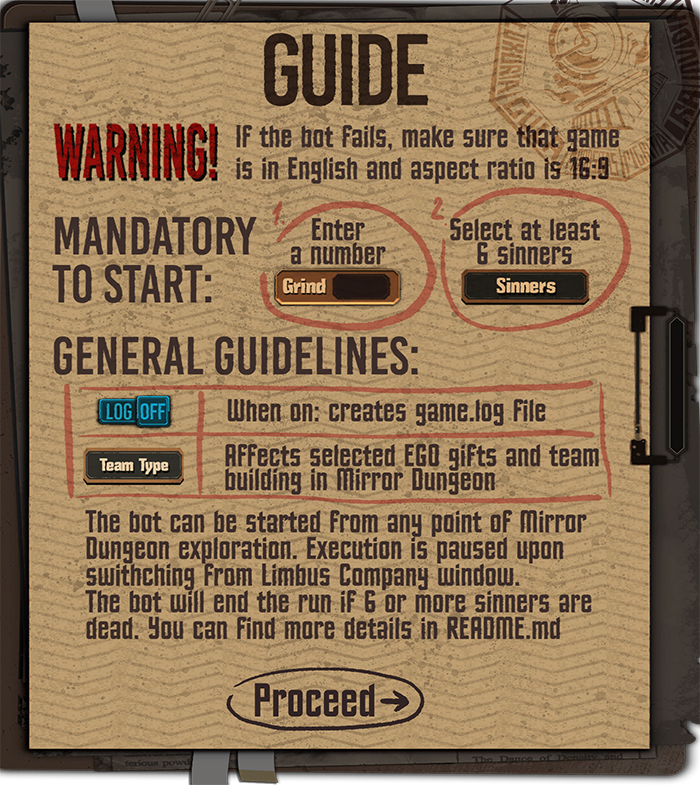 GUIDE
WARNING!
If the bot fails, make sure that game
is in English and aspect ratio is 16:9
MANDATORY
TO START:
1.
Enter
a number
Grind
2.
Select at least
6 sinners
Sinners
GENERAL GUIDELINES:
LOG OFF
When on: creates game.log file
Team Type
Affects selected EGO gifts and team
building in Mirror Dungeon
The bot can be started from any point of Mirror
Dungeon exploration. Execution is paused upon
swithching from Limbus Company window.
The bot will end the run if 6 or more sinners are
dead. You can find more details in README.md
Proceed
The Dance of Density and